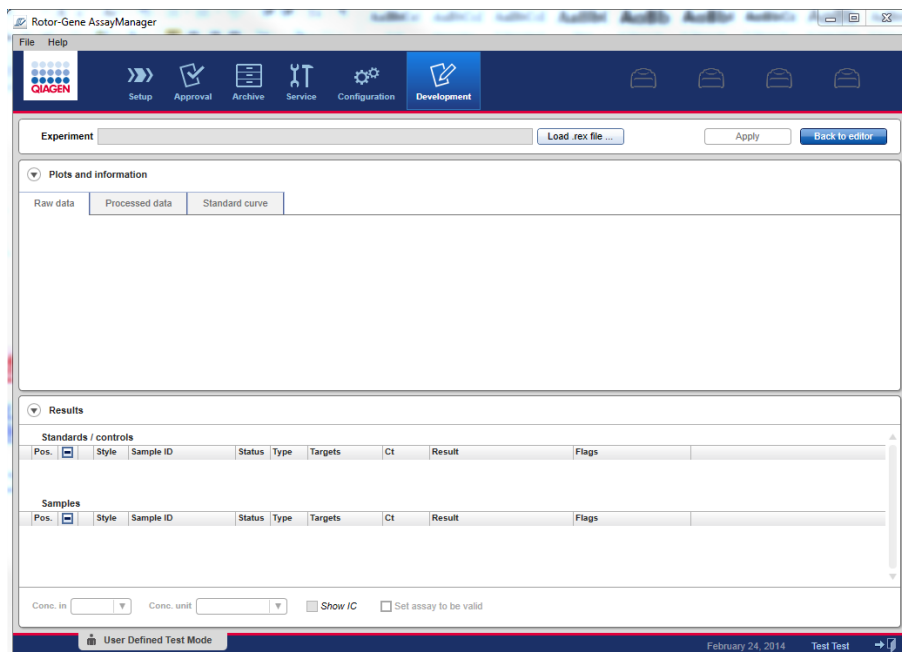 Rotor-Gene AssayManager
File Help
QIAGEN
Setup Approval Archive Service Configuration Development
Experiment Load .rex file ... Apply Back to editor
Plots and information
Raw data Processed data Standard curve
Results
Standards / controls
Pos. Style Sample ID Status Type Targets Ct Result Flags
Samples
Pos. Style Sample ID Status Type Targets Ct Result Flags
Conc. in Conc. unit Show IC Set assay to be valid
User Defined Test Mode February 24, 2014 Test Test